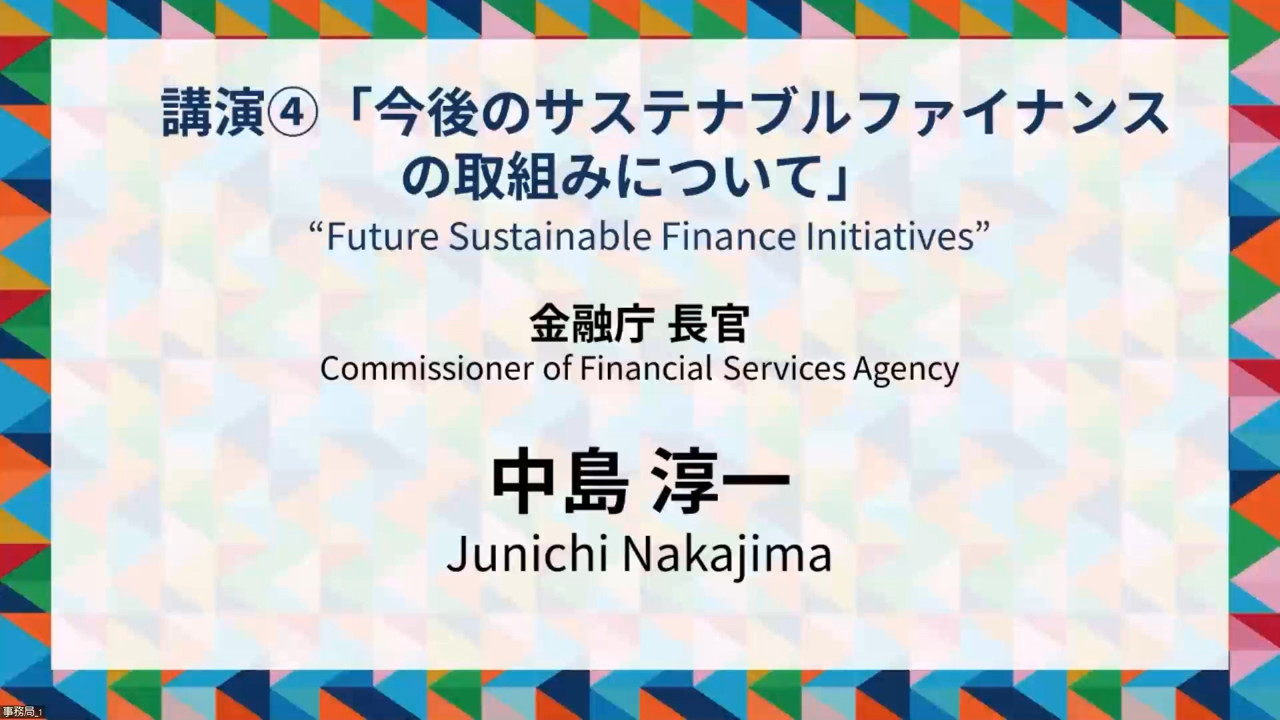 講演④「今後のサステナブルファイナンス
の取組みについて」
“Future Sustainable Finance Initiatives”
金融庁 長官
Commissioner of Financial Services Agency
中島 淳一
Junichi Nakajima
事務局_1